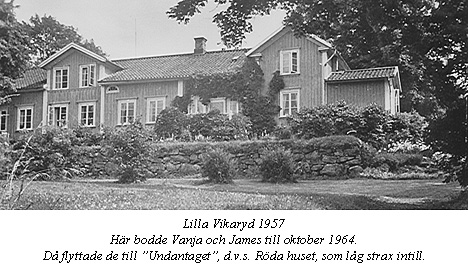 Lilla Vikaryd 1957
Här bodde Vanja och James till oktober 1964.
Då flyttade de till ”Undantaget”, d.v.s. Röda huset, som låg strax intill.